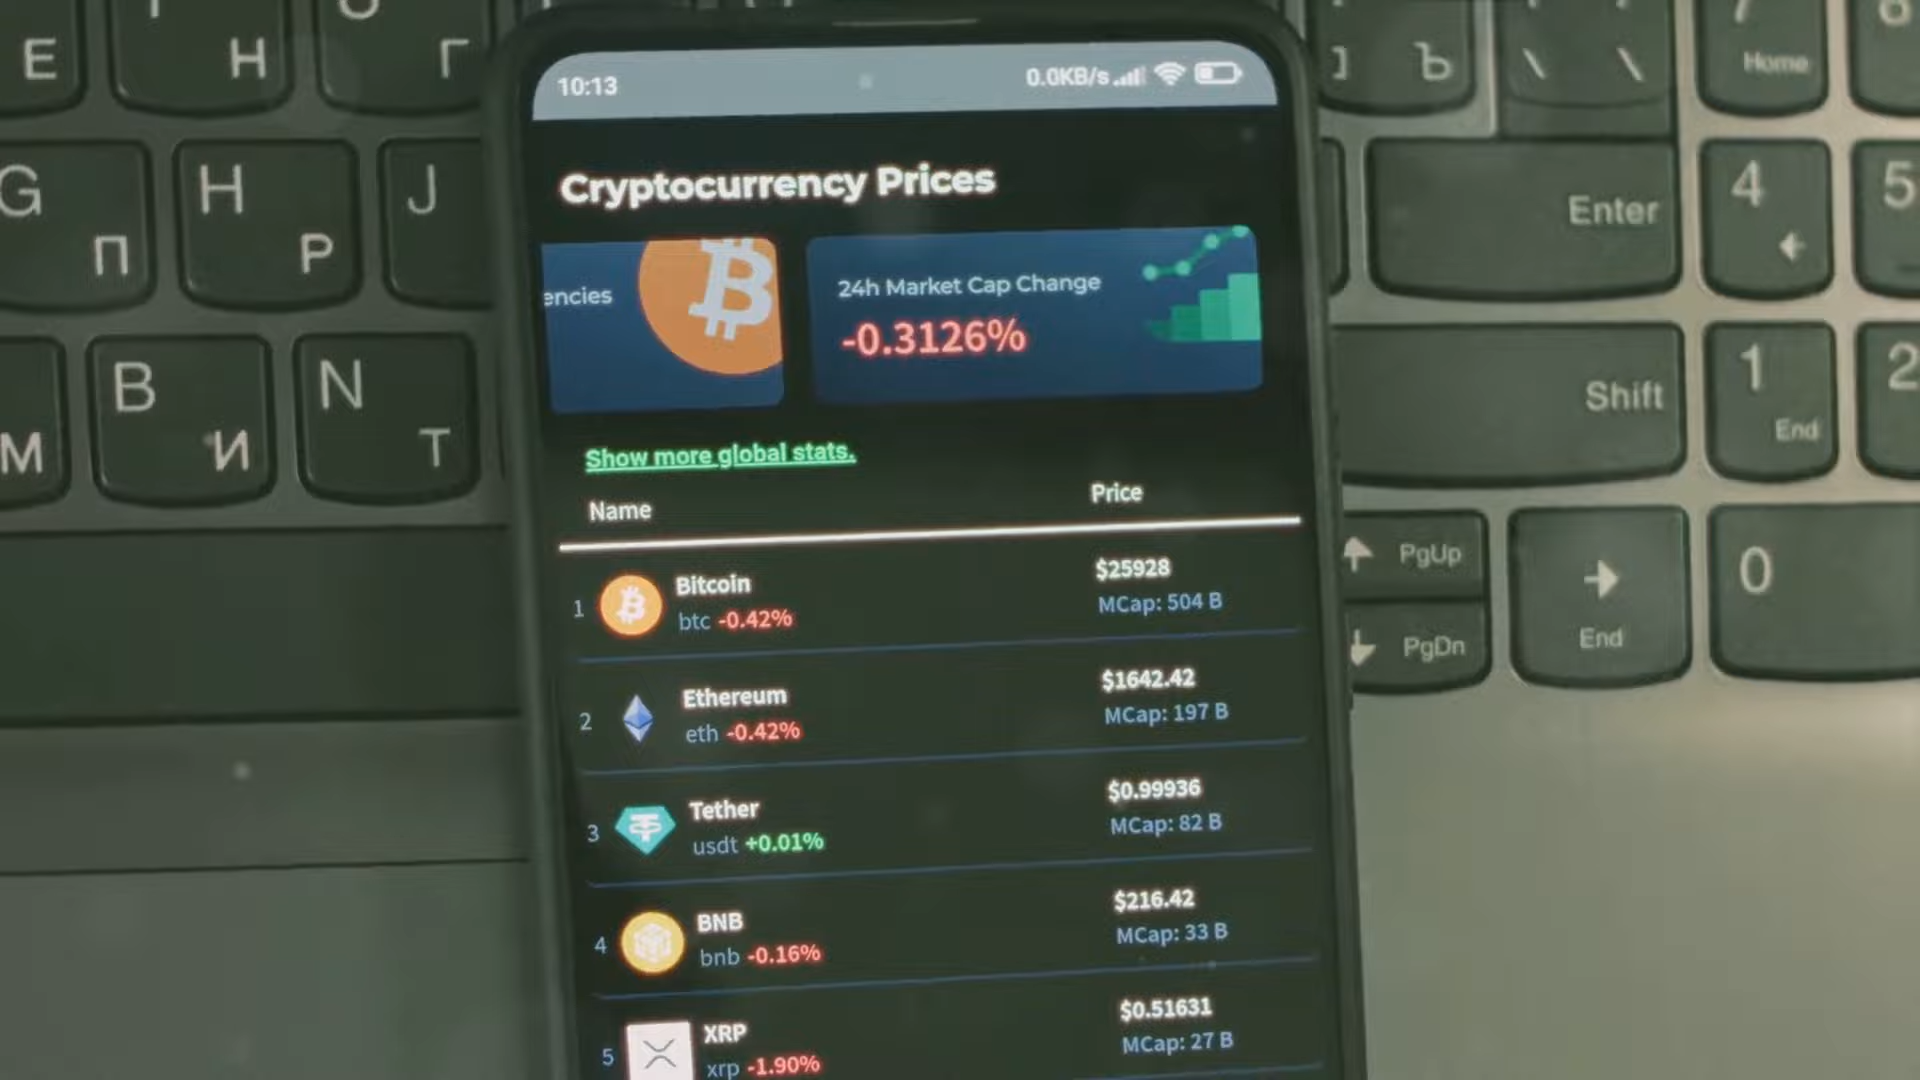 10:13
0.0KB/s
Cryptocurrency Prices
encies
24h Market Cap Change
-0.3126%
Show more global stats.
Name
Price
1
Bitcoin
btc -0.42%
$25928
MCap: 504 B
2
Ethereum
eth -0.42%
$1642.42
MCap: 197 B
3
Tether
usdt +0.01%
$0.99936
MCap: 82 B
4
BNB
bnb -0.16%
$216.42
MCap: 33 B
5
XRP
xrp -1.90%
$0.51631
MCap: 27 B
Е
Н
Г
G
П
H
Р
J
М
B
И
N
Т
Ъ
\
\
7
Home
Enter
4
5
Shift
1
End
2
PgUp
PgDn
End
0